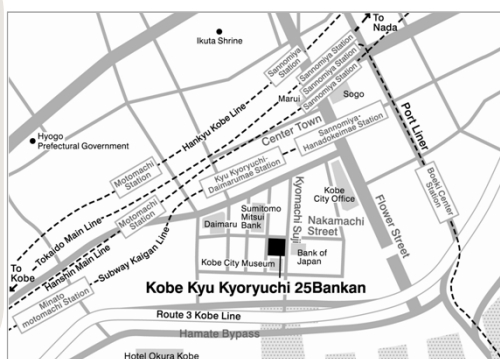 To
Nada
Ikuta Shrine
Sannomiya
Station
Sannomiya Station
Sannomiya Station
Sannomiya Station
Marui
Sogo
Hankyu Kobe Line
Center Town
Port Liner
Hyogo
Prefectural Government
Sannomiya-
Hanadokeimae Station
Motomachi
Station
Kyu Kyoryuchi-
Daimarumae Station
Boeki Center
Station
Kobe
City Office
Kyomachi Suji
Sumitomo
Mitsui
Bank
Motomachi
Station
Nakamachi
Street
Flower Street
Daimaru
Tokaido Main Line
Hanshin Main Line
Subway Kaigan Line
Bank of
Japan
Kobe City Museum
To
Kobe
Minato
motomachi Station
Kobe Kyu Kyoryuchi 25Bankan
Route 3 Kobe Line
Hamate Bypass
Hotel Okura Kobe